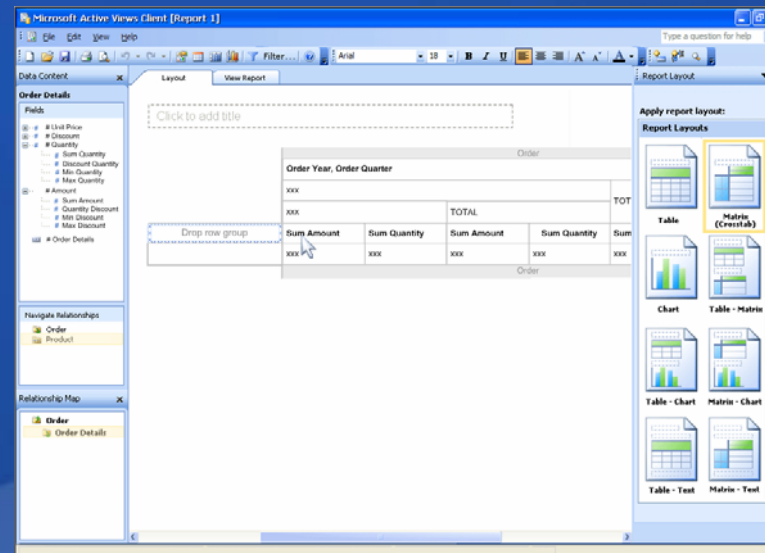 Microsoft Active Views Client [Report 1]
File Edit View Help
Type a question for help
Filter...
Arial
18
B I U
A A A
Data Content
Layout
View Report
Report Layout
Order Details
Fields
# Unit Price
# Discount
# Quantity
# Sum Quantity
# Discount Quantity
# Min Quantity
# Max Quantity
# Amount
# Sum Amount
# Quantity Discount
# Min Discount
# Max Discount
# Order Details
Navigate Relationships
Order
Product
Relationship Map
Order
Order Details
Click to add title
Order
Order Year, Order Quarter
xxx
TOT
xxx
TOTAL
Drop row group
Sum Amount
Sum Quantity
Sum Amount
Sum Quantity
Sum
xxx
xxx
xxx
xxx
xxx
Order
Apply report layout:
Report Layouts
Table
Matrix
(Crosstab)
Chart
Table - Matrix
Table - Chart
Matrix - Chart
Table - Text
Matrix - Text